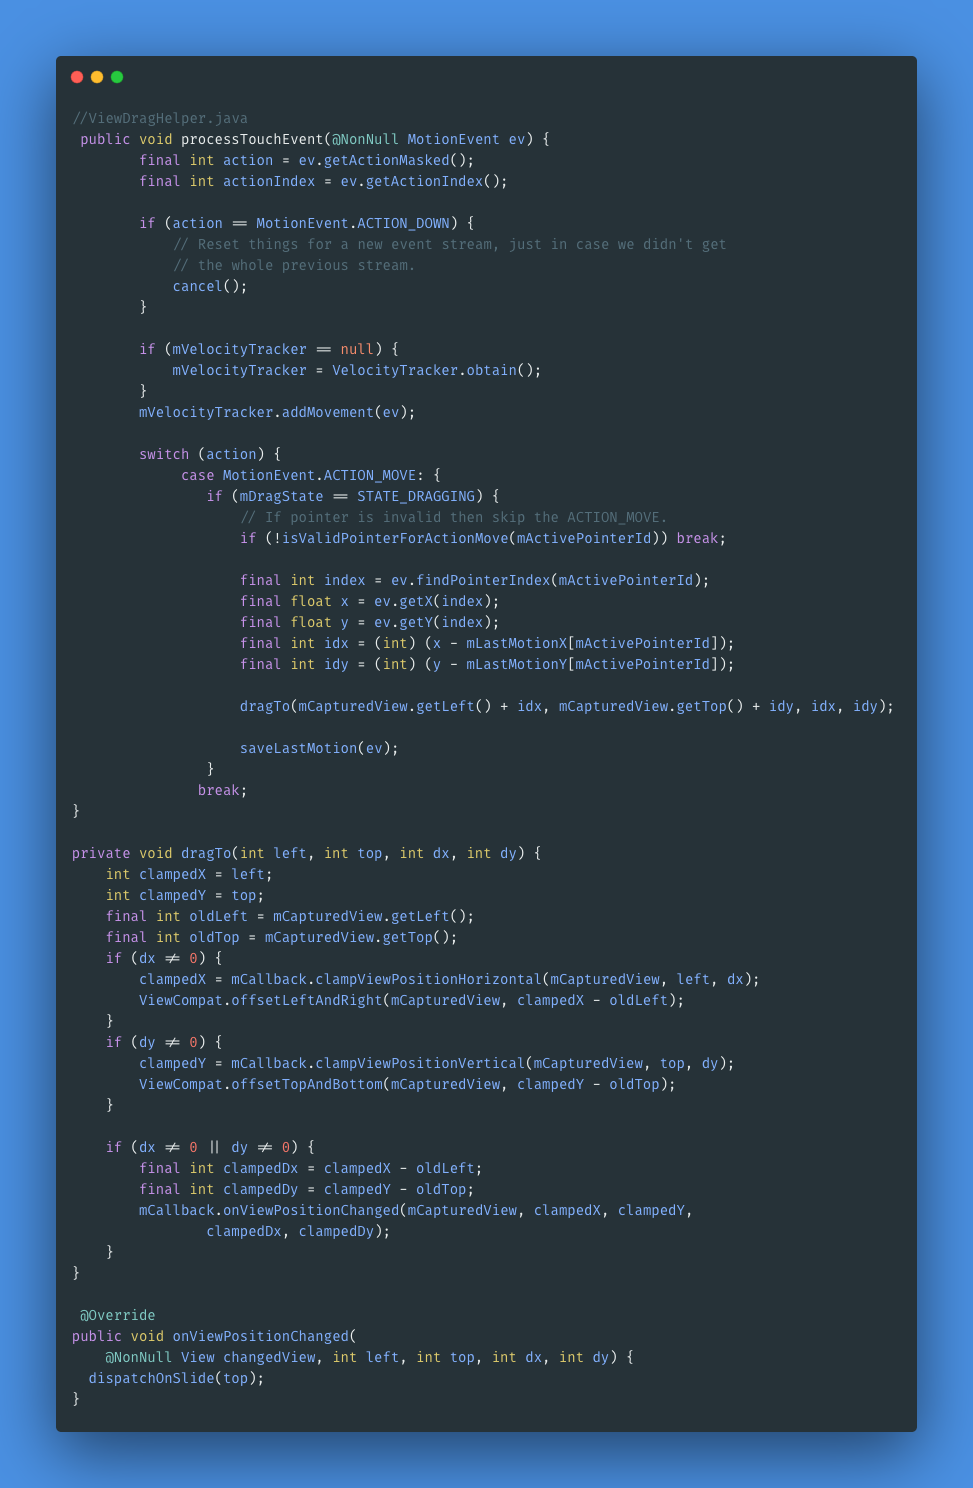 //ViewDragHelper.java
 public void processTouchEvent(@NonNull MotionEvent ev) {
        final int action = ev.getActionMasked();
        final int actionIndex = ev.getActionIndex();

        if (action == MotionEvent.ACTION_DOWN) {
            // Reset things for a new event stream, just in case we didn't get
            // the whole previous stream.
            cancel();
        }

        if (mVelocityTracker == null) {
            mVelocityTracker = VelocityTracker.obtain();
        }
        mVelocityTracker.addMovement(ev);

        switch (action) {
             case MotionEvent.ACTION_MOVE: {
                if (mDragState == STATE_DRAGGING) {
                    // If pointer is invalid then skip the ACTION_MOVE.
                    if (!isValidPointerForActionMove(mActivePointerId)) break;

                    final int index = ev.findPointerIndex(mActivePointerId);
                    final float x = ev.getX(index);
                    final float y = ev.getY(index);
                    final int idx = (int) (x - mLastMotionX[mActivePointerId]);
                    final int idy = (int) (y - mLastMotionY[mActivePointerId]);

                    dragTo(mCapturedView.getLeft() + idx, mCapturedView.getTop() + idy, idx, idy);

                    saveLastMotion(ev);
                }
               break;
}

private void dragTo(int left, int top, int dx, int dy) {
    int clampedX = left;
    int clampedY = top;
    final int oldLeft = mCapturedView.getLeft();
    final int oldTop = mCapturedView.getTop();
    if (dx != 0) {
        clampedX = mCallback.clampViewPositionHorizontal(mCapturedView, left, dx);
        ViewCompat.offsetLeftAndRight(mCapturedView, clampedX - oldLeft);
    }
    if (dy != 0) {
        clampedY = mCallback.clampViewPositionVertical(mCapturedView, top, dy);
        ViewCompat.offsetTopAndBottom(mCapturedView, clampedY - oldTop);
    }

    if (dx != 0 || dy != 0) {
        final int clampedDx = clampedX - oldLeft;
        final int clampedDy = clampedY - oldTop;
        mCallback.onViewPositionChanged(mCapturedView, clampedX, clampedY,
                clampedDx, clampedDy);
    }
}

 @Override
public void onViewPositionChanged(
    @NonNull View changedView, int left, int top, int dx, int dy) {
  dispatchOnSlide(top);
}